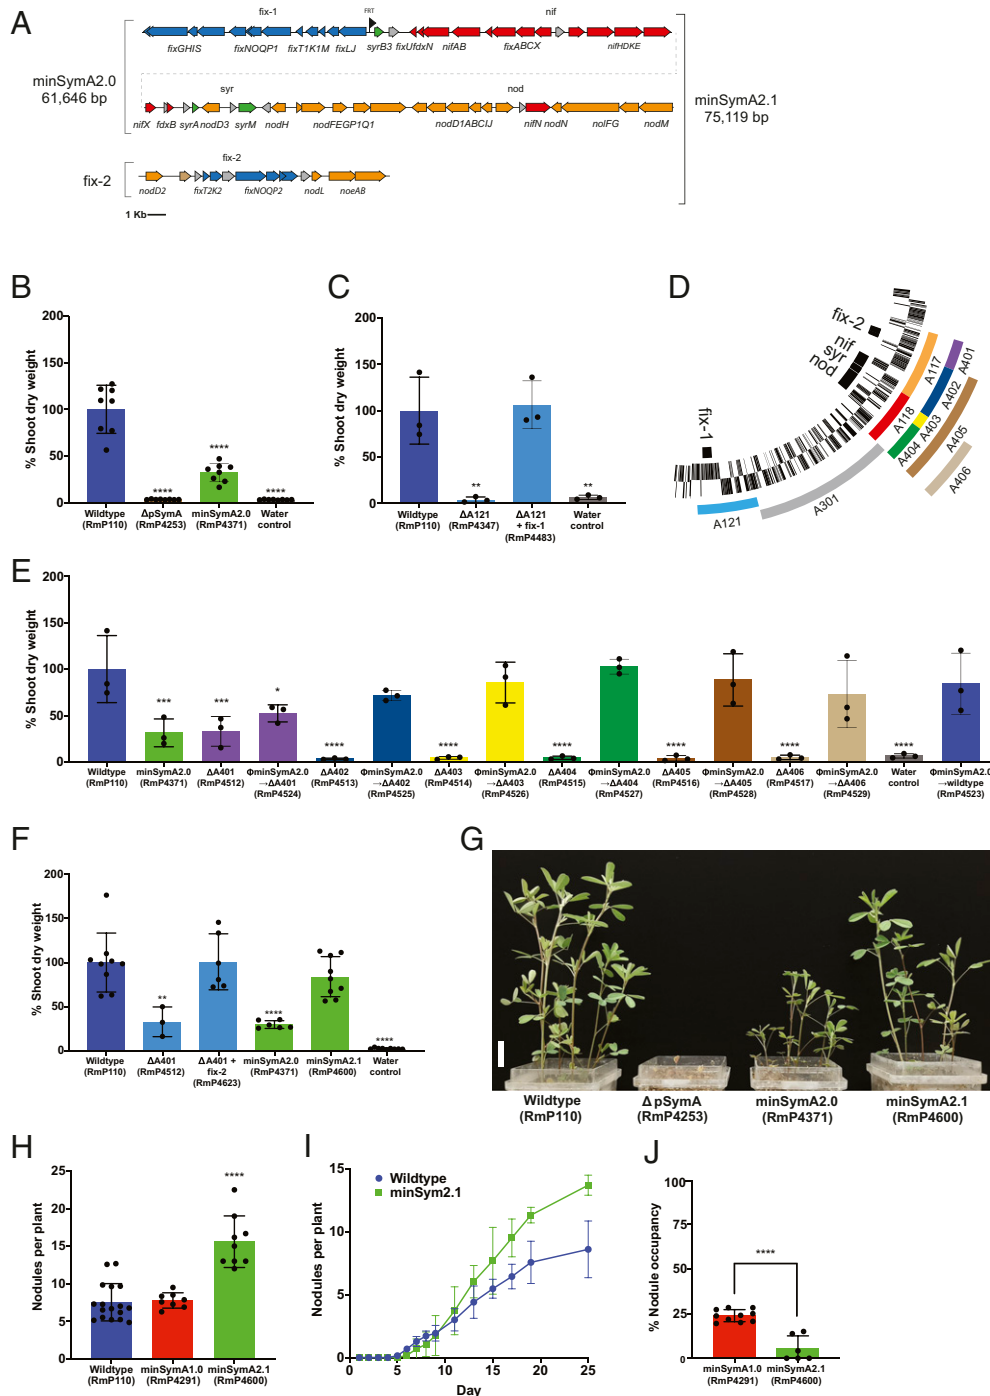 A
fix-1
FRT
nif
fixGHIS
fixNOQP1
fixT1K1M
fixLJ
syrB3
fixUfdxN
nifAB
fixABCX
nifHDKE
minSymA2.0
61,646 bp
minSymA2.1
75,119 bp
syr
nod
nifX
fdxB
syrA
nodD3
syrM
nodH
nodFEGP1Q1
nodD1ABCIJ
nifN
nodN
nolFG
nodM
fix-2
fix-2
nodD2
fixT2K2
fixNOQP2
nodL
noeAB
1 Kb
B
% Shoot dry weight
200
150
100
50
0
****
****
****
Wildtype
(RmP110)
ΔpSymA
(RmP4253)
minSymA2.0
(RmP4371)
Water
control
C
% Shoot dry weight
200
150
100
50
0
**
**
Wildtype
(RmP110)
ΔA121
(RmP4347)
ΔA121
+ fix-1
(RmP4483)
Water
control
D
fix-2
nif
syr
nod
fix-1
A117
A401
A402
A118
A403
A404
A405
A406
A301
A121
E
% Shoot dry weight
200
150
100
50
0
***
***
*
****
****
****
****
****
****
Wildtype
(RmP110)
minSymA2.0
(RmP4371)
ΔA401
(RmP4512)
ΦminSymA2.0
→ΔA401
(RmP4524)
ΔA402
(RmP4513)
ΦminSymA2.0
→ΔA402
(RmP4525)
ΔA403
(RmP4514)
ΦminSymA2.0
→ΔA403
(RmP4526)
ΔA404
(RmP4515)
ΦminSymA2.0
→ΔA404
(RmP4527)
ΔA405
(RmP4516)
ΦminSymA2.0
→ΔA405
(RmP4528)
ΔA406
(RmP4517)
ΦminSymA2.0
→ΔA406
(RmP4529)
Water
control
ΦminSymA2.0
→wildtype
(RmP4523)
F
% Shoot dry weight
200
150
100
50
0
**
****
****
Wildtype
(RmP110)
ΔA401
(RmP4512)
ΔA401 +
fix-2
(RmP4623)
minSymA2.0
(RmP4371)
minSymA2.1
(RmP4600)
Water
control
G
Wildtype
(RmP110)
Δ pSymA
(RmP4253)
minSymA2.0
(RmP4371)
minSymA2.1
(RmP4600)
H
Nodules per plant
25
20
15
10
5
0
****
Wildtype
(RmP110)
minSymA1.0
(RmP4291)
minSymA2.1
(RmP4600)
I
Nodules per plant
15
10
5
0
Wildtype
minSym2.1
0
5
10
15
20
25
Day
J
% Nodule occupancy
100
75
50
25
0
****
minSymA1.0
(RmP4291)
minSymA2.1
(RmP4600)